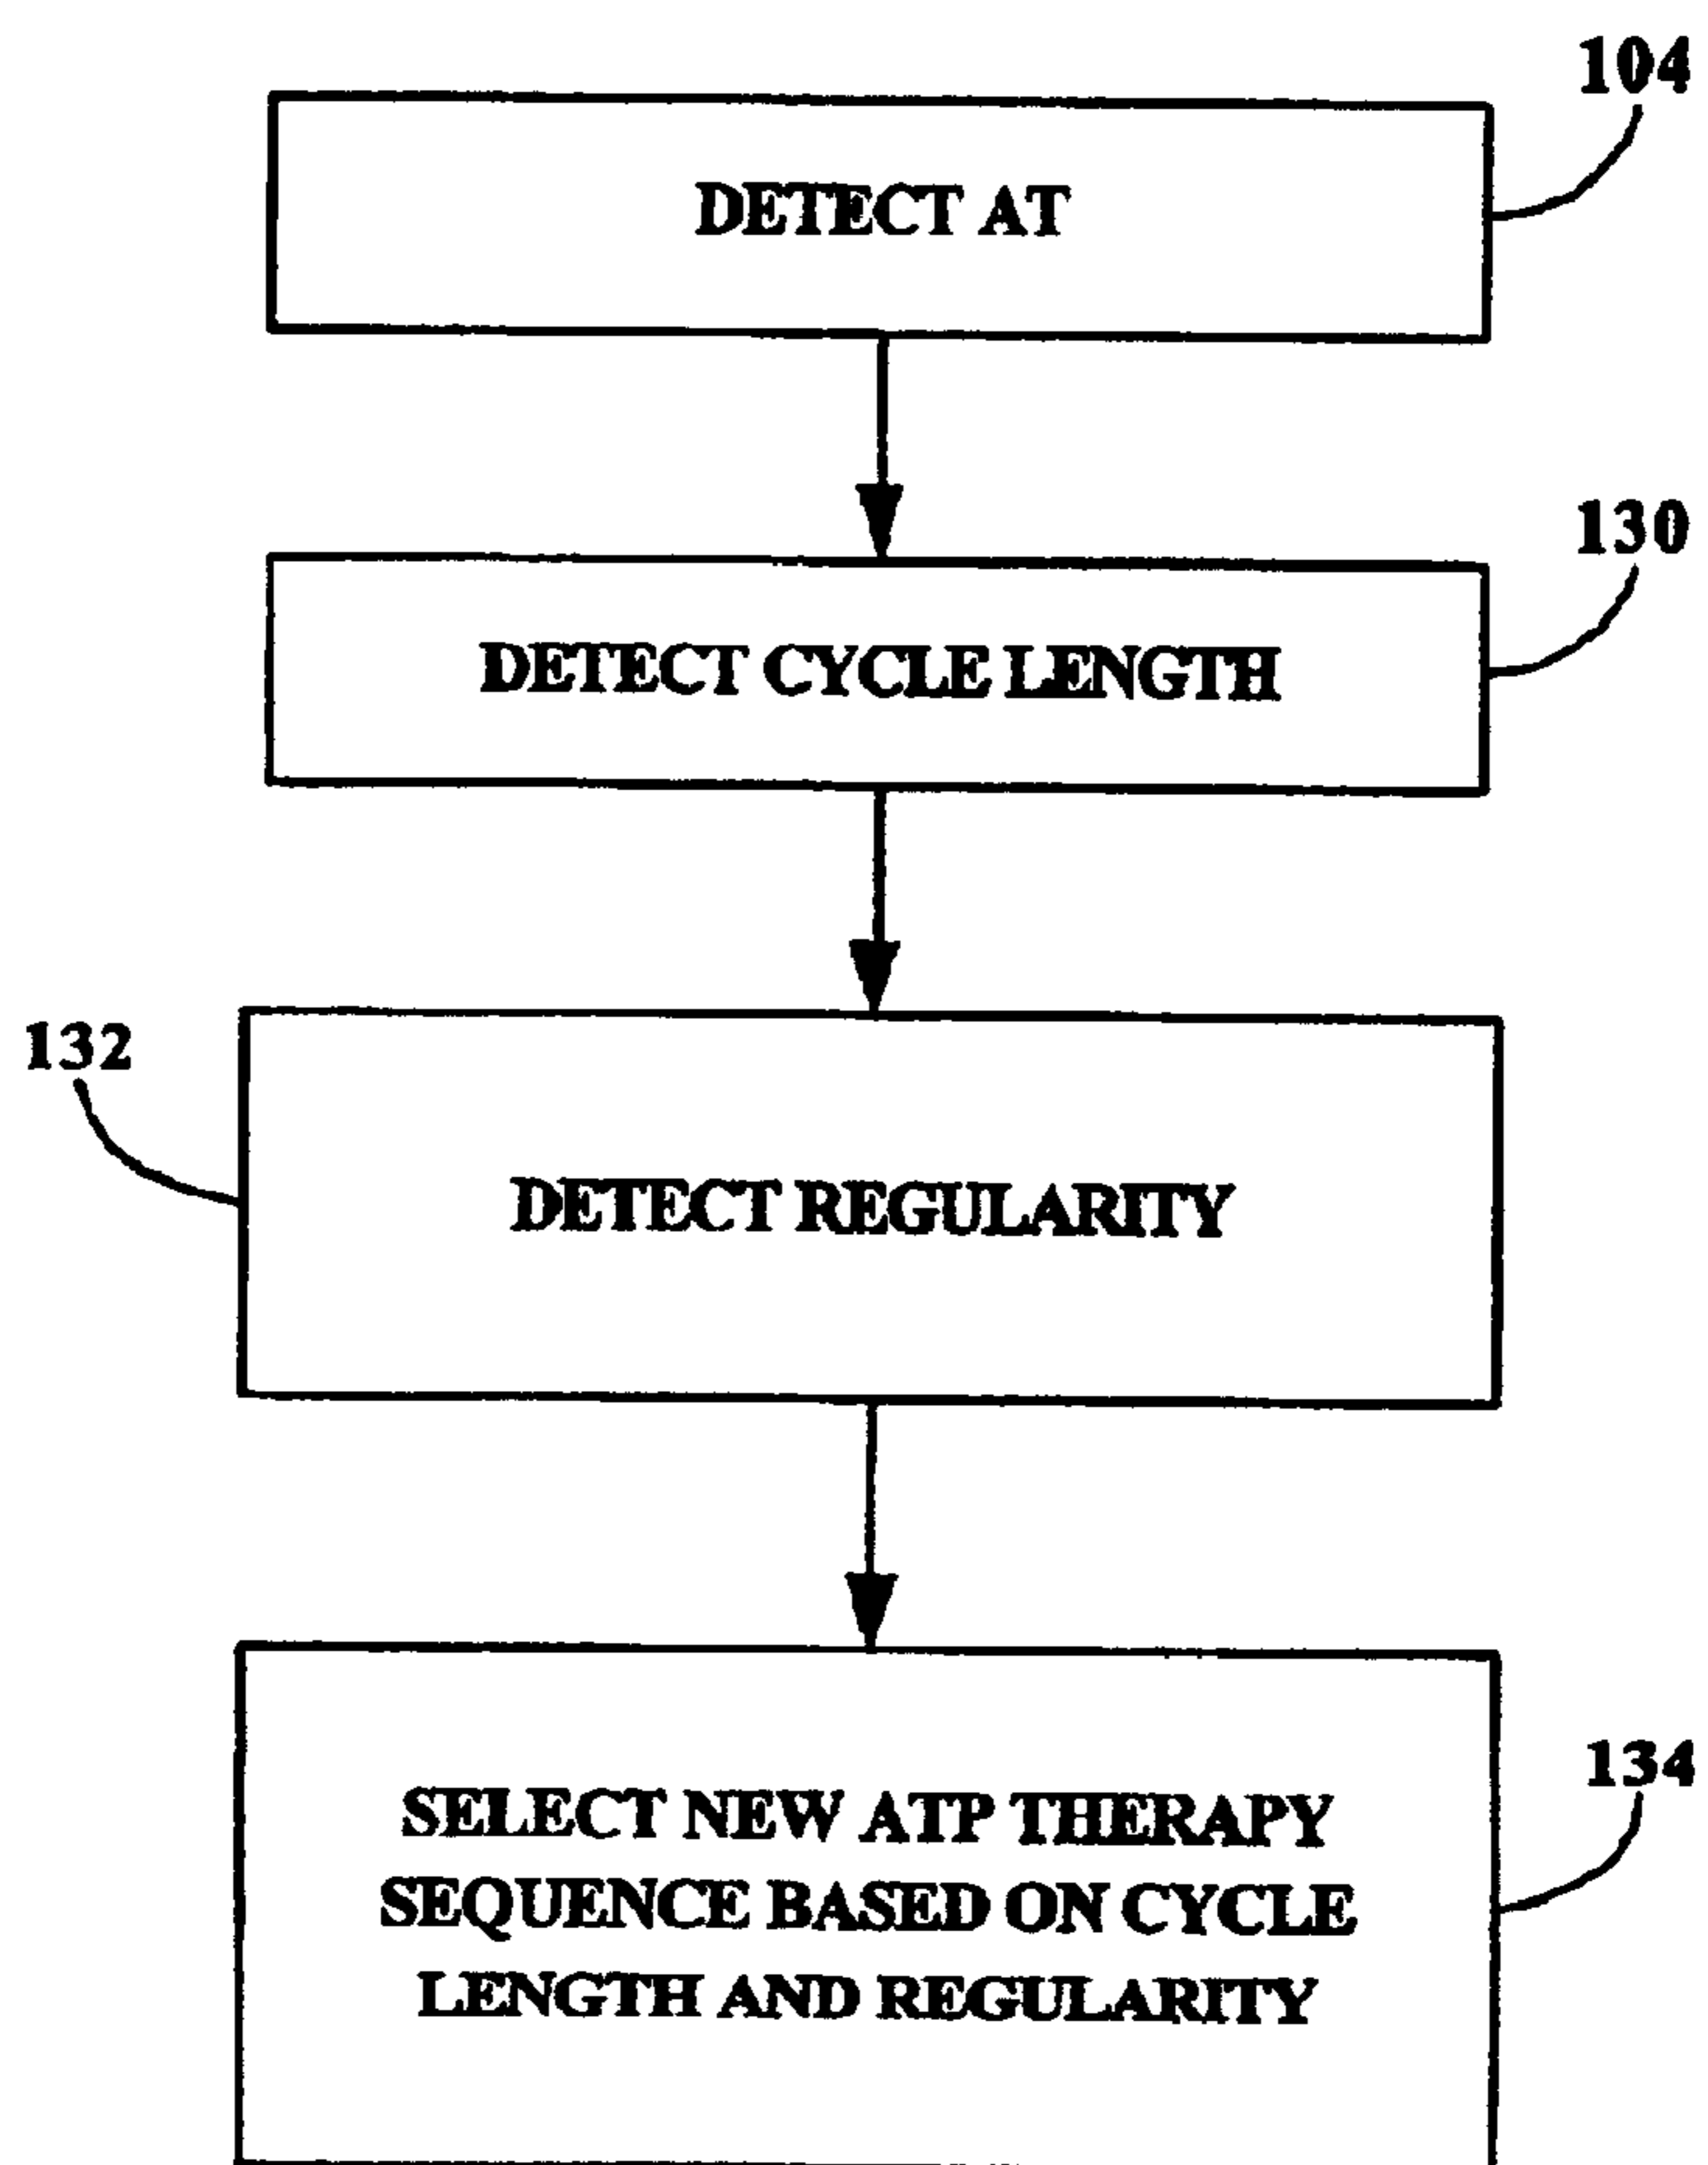 104
DETECT AT
130
DETECT CYCLE LENGTH
132
DETECT REGULARITY
134
SELECT NEW ATP THERAPY
SEQUENCE BASED ON CYCLE
LENGTH AND REGULARITY